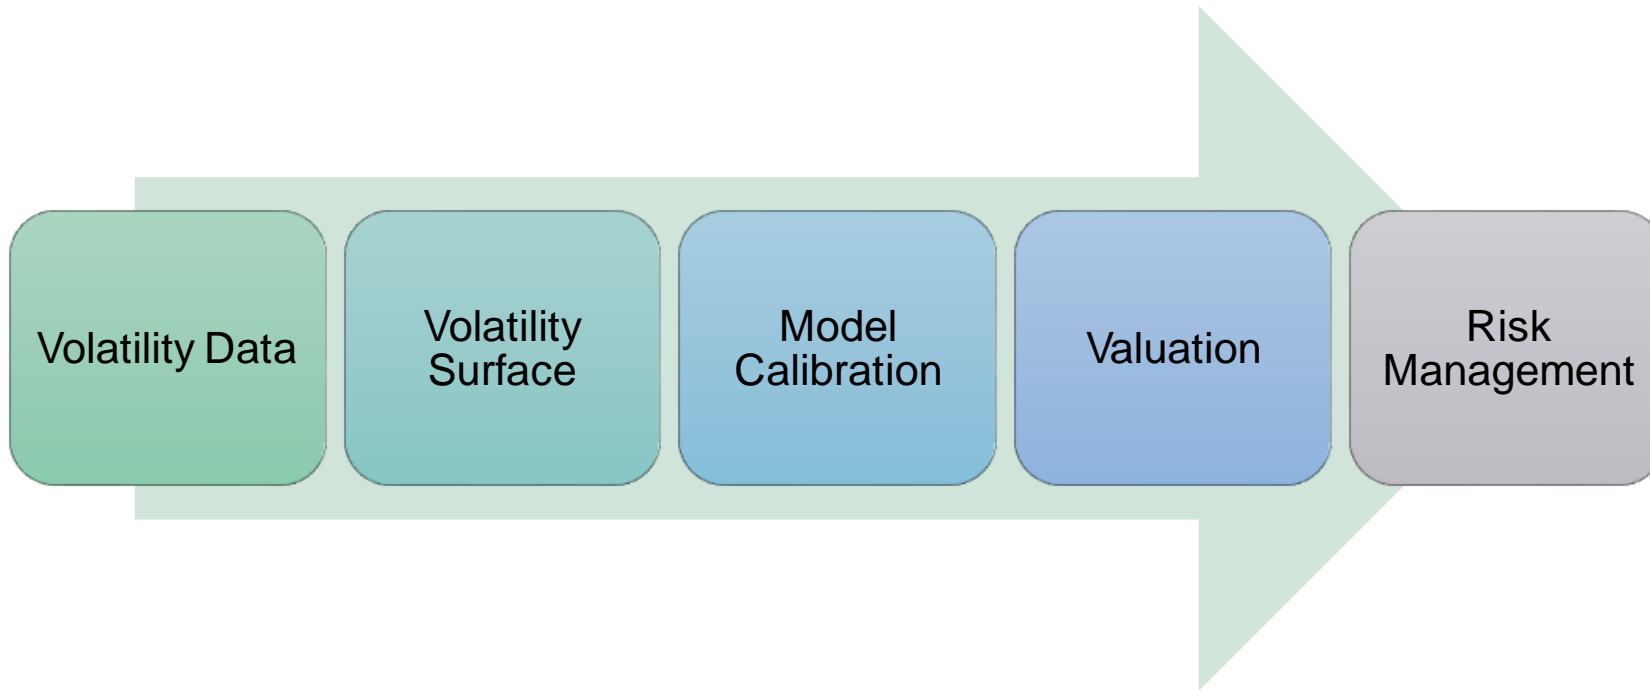 Volatility Data
Volatility
Surface
Model
Calibration
Valuation
Risk
Management